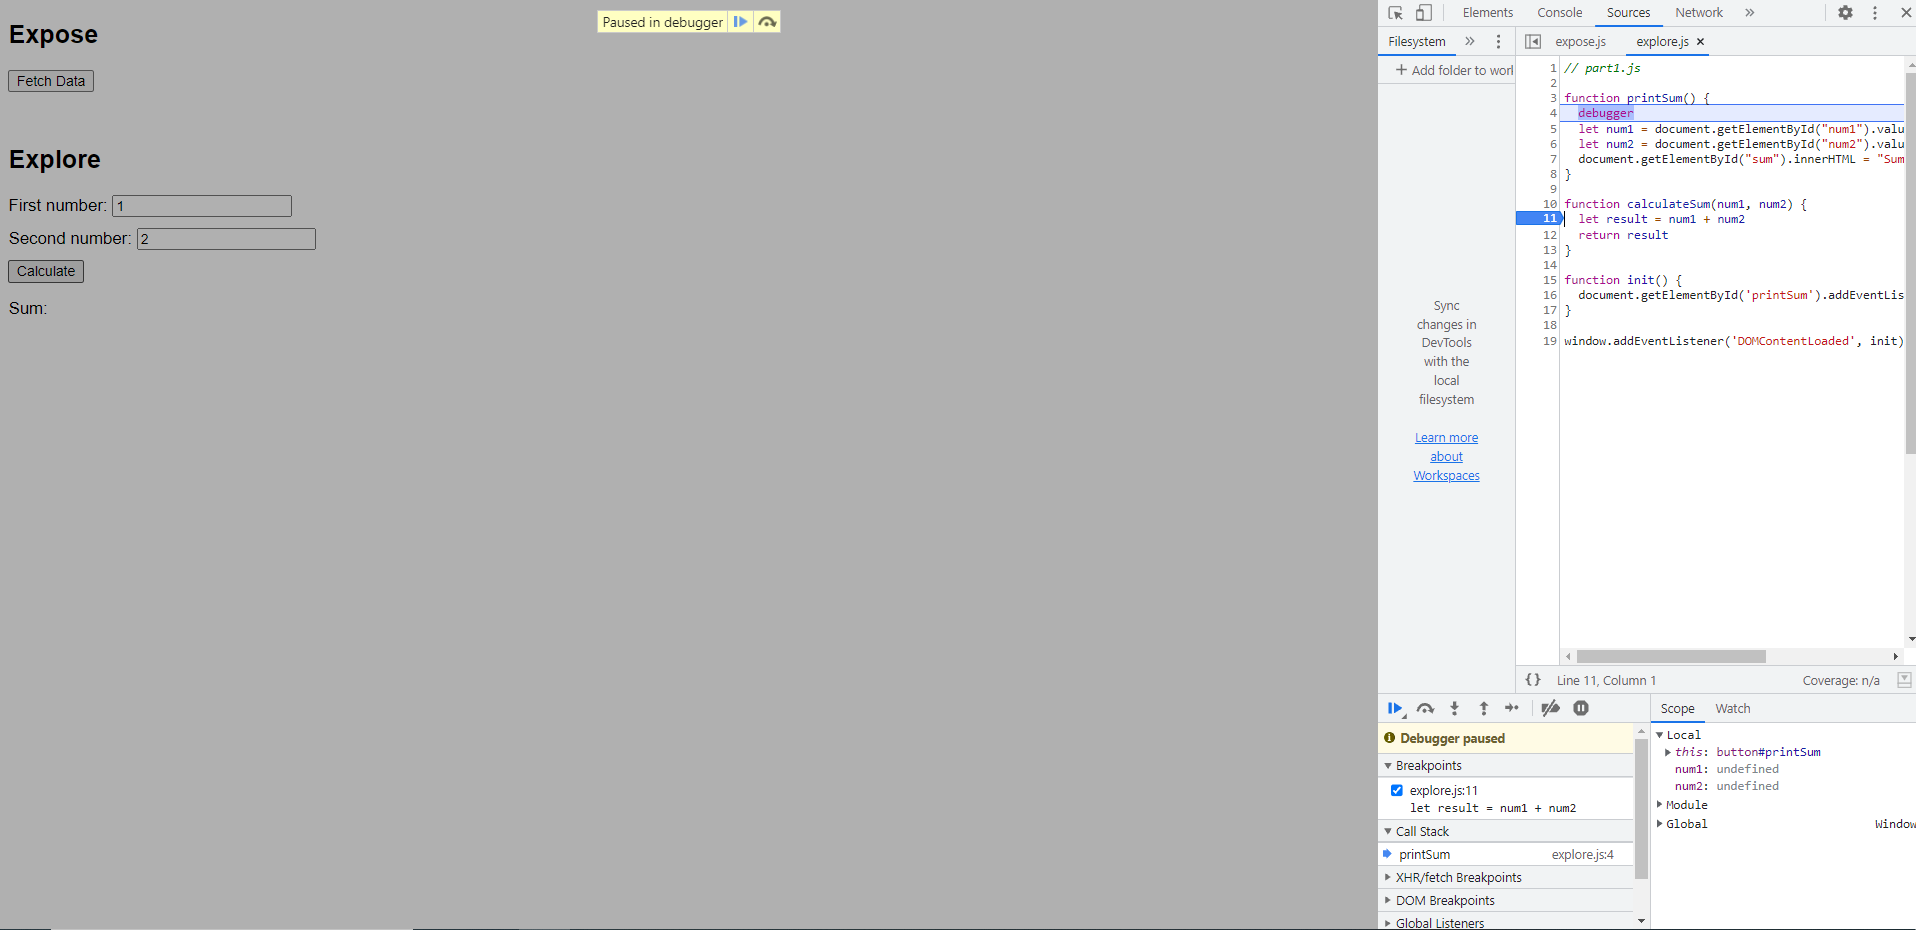 Expose
Fetch Data
Explore
First number: 1
Second number: 2
Calculate
Sum:
Paused in debugger
Elements Console Sources Network
Filesystem
expose.js explore.js ×
+ Add folder to worl
Sync
changes in
DevTools
with the
local
filesystem
Learn more
about
Workspaces
1 // part1.js
2
3 function printSum() {
4 debugger
5 let num1 = document.getElementById("num1").valu
6 let num2 = document.getElementById("num2").valu
7 document.getElementById("sum").innerHTML = "Sum
8 }
9
10 function calculateSum(num1, num2) {
11 let result = num1 + num2
12 return result
13 }
14
15 function init() {
16 document.getElementById('printSum').addEventLis
17 }
18
19 window.addEventListener('DOMContentLoaded', init)
{} Line 11, Column 1 Coverage: n/a
Debugger paused
Breakpoints
explore.js:11
let result = num1 + num2
Call Stack
printSum explore.js:4
XHR/fetch Breakpoints
DOM Breakpoints
Global Listeners
Scope Watch
Local
this: button#printSum
num1: undefined
num2: undefined
Module
Global Window